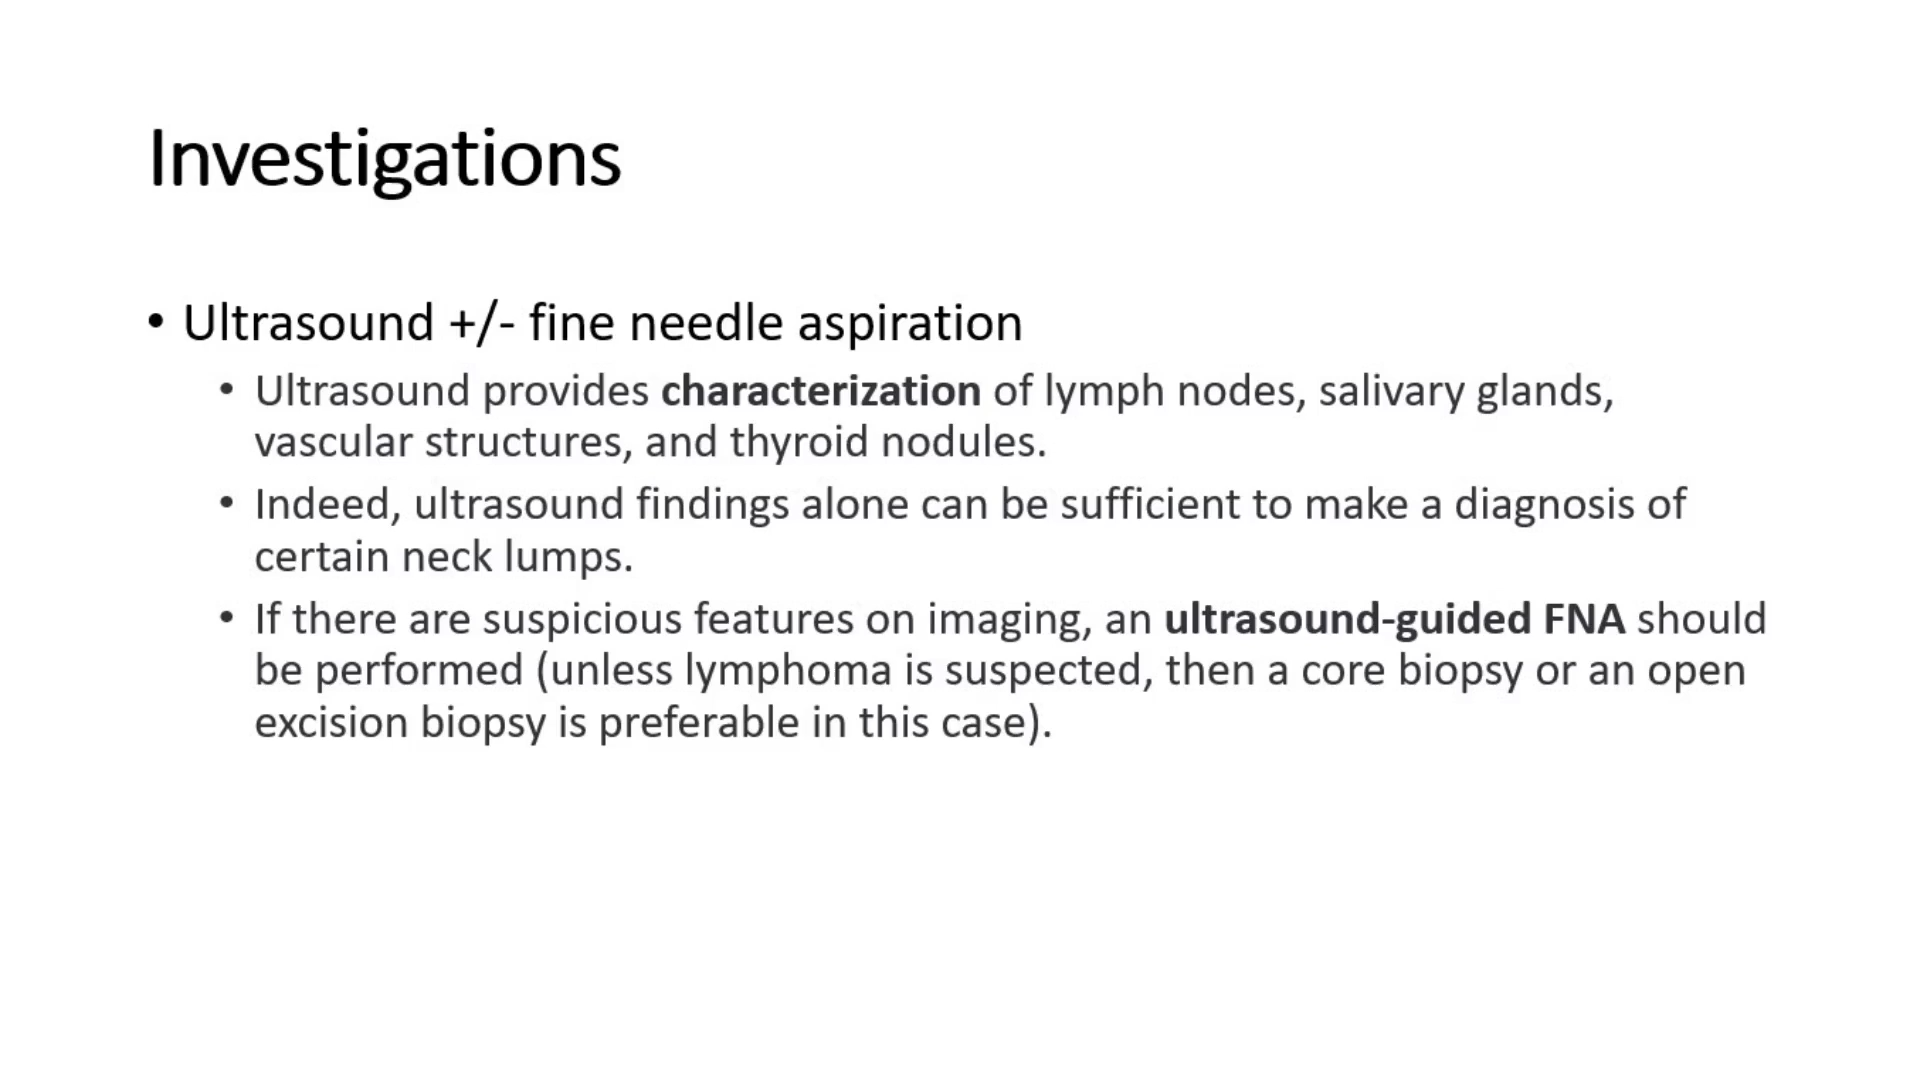 Investigations
• Ultrasound +/- fine needle aspiration
• Ultrasound provides characterization of lymph nodes, salivary glands,
vascular structures, and thyroid nodules.
• Indeed, ultrasound findings alone can be sufficient to make a diagnosis of
certain neck lumps.
• If there are suspicious features on imaging, an ultrasound-guided FNA should
be performed (unless lymphoma is suspected, then a core biopsy or an open
excision biopsy is preferable in this case).